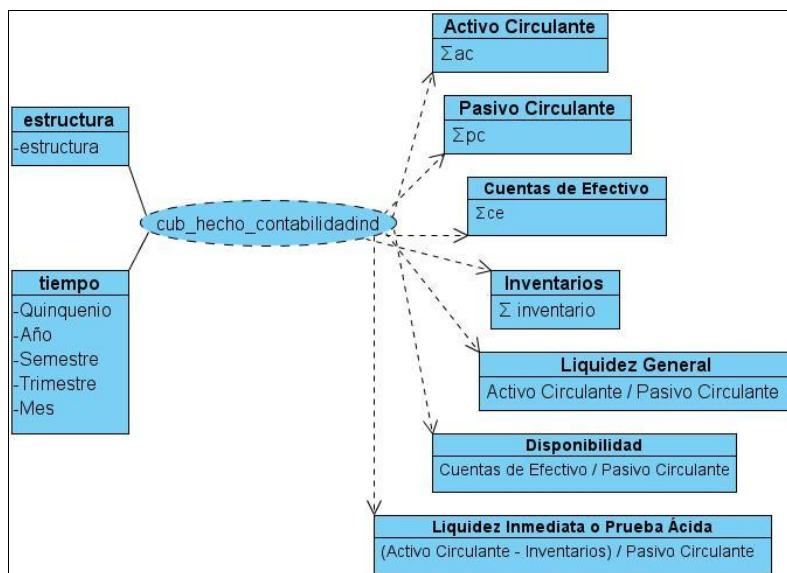 estructura
-estructura
tiempo
-Quinquenio
-Año
-Semestre
-Trimestre
-Mes
cub_hecho_contabilidadind
Activo Circulante
Σac
Pasivo Circulante
Σpc
Cuentas de Efectivo
Σce
Inventarios
Σ inventario
Liquidez General
Activo Circulante / Pasivo Circulante
Disponibilidad
Cuentas de Efectivo / Pasivo Circulante
Liquidez Inmediata o Prueba Ácida
(Activo Circulante - Inventarios) / Pasivo Circulante